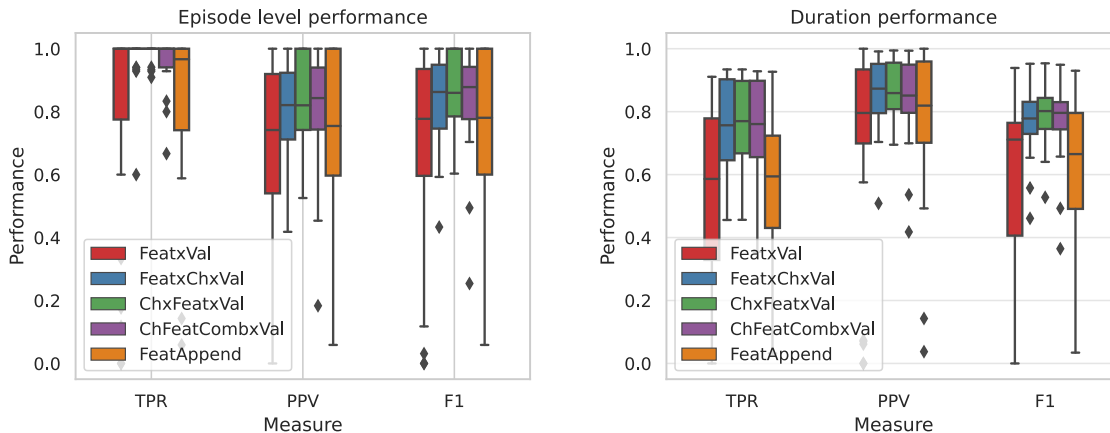 Episode level performance
Performance
1.0
0.8
0.6
0.4
0.2
0.0
FeatxVal
FeatxChxVal
ChxFeatxVal
ChFeatCombxVal
FeatAppend
TPR PPV F1
Measure
Duration performance
Performance
1.0
0.8
0.6
0.4
0.2
0.0
FeatxVal
FeatxChxVal
ChxFeatxVal
ChFeatCombxVal
FeatAppend
TPR PPV F1
Measure